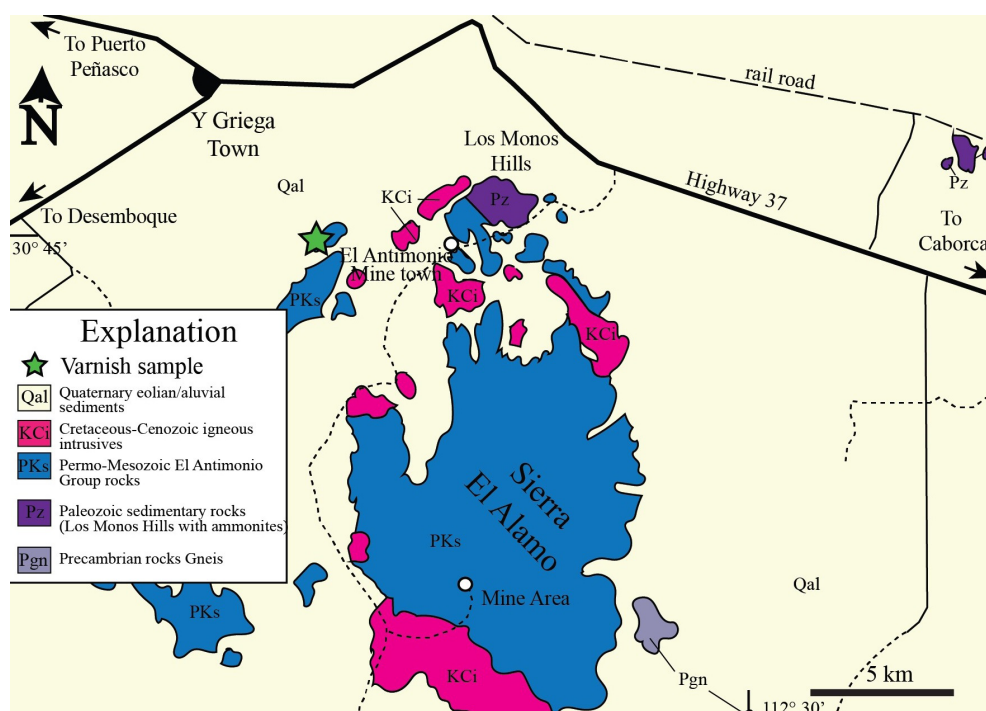 To Puerto
Peñasco
N
Y Griega
Town
rail road
Los Monos
Hills
Qal
KCi
Pz
Pz
Highway 37
To Desemboque
To
Caborca
30° 45'
El Antimonio
Mine town
PKs
KCi
KCi
Explanation
Varnish sample
Qal Quaternary eolian/aluvial
sediments
KCi Cretaceous-Cenozoic igneous
intrusives
PKs Permo-Mesozoic El Antimonio
Group rocks
Pz Paleozoic sedimentary rocks
(Los Monos Hills with ammonites)
Pgn Precambrian rocks Gneis
Sierra
El Alamo
PKs
Mine Area
Qal
PKs
KCi
Pgn
5 km
112° 30'